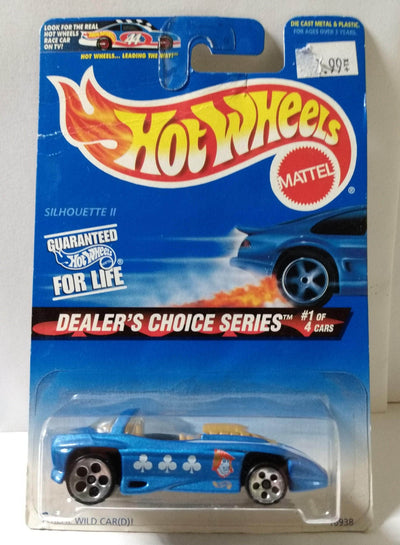 LOOK FOR THE REAL
HOT WHEELS
RACE CAR
ON TV!
44
HOT WHEELS... LEADING THE WAY!™
DIE CAST METAL & PLASTIC.
FOR AGES OVER 3 YEARS.
.99
HOT WHEELS
®
MATTEL
SILHOUETTE II
GUARANTEED
HOT WHEELS
FOR LIFE
DEALER'S CHOICE SERIES™ #1 OF
4 CARS
WILD CAR(D)!